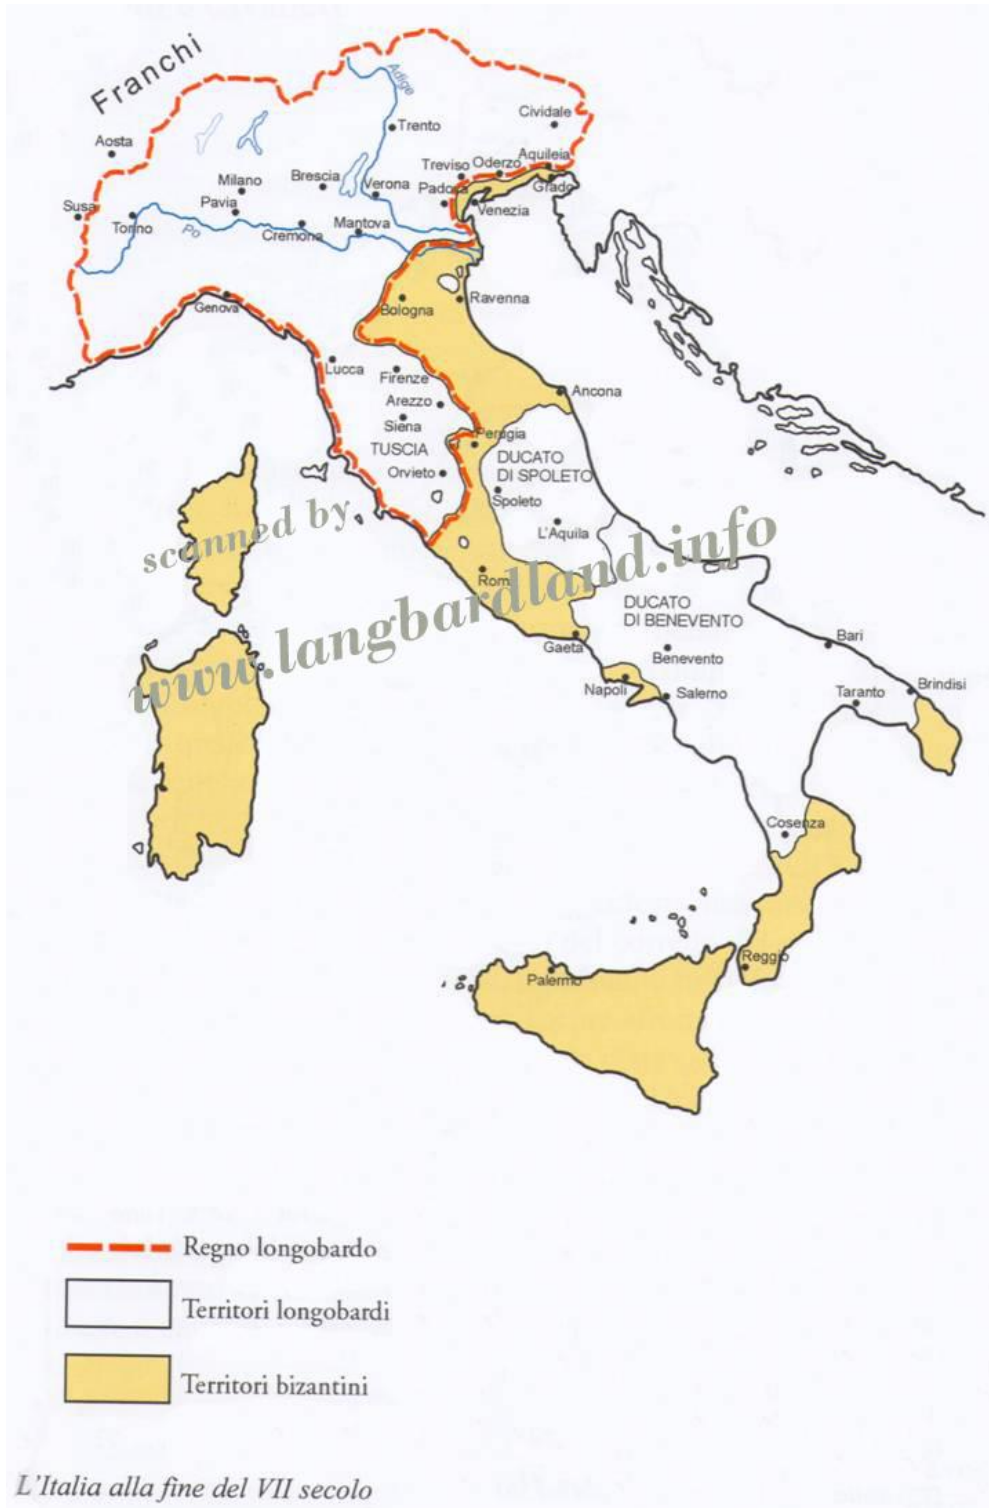 Franchi
Adige
Cividale
Trento
Aosta
Aquileia
Treviso
Oderzo
Milano
Brescia
Verona
Padova
Grado
Susa
Pavia
Venezia
Torino
Po
Cremona
Mantova
Genova
Bologna
Ravenna
Lucca
Firenze
Ancona
Arezzo
Siena
Perugia
TUSCIA
DUCATO
DI SPOLETO
Orvieto
Spoleto
scanned by
L'Aquila
www.langbardland.info
Roma
DUCATO
DI BENEVENTO
Gaeta
Bari
Benevento
Napoli
Salerno
Taranto
Brindisi
Cosenza
Reggio
Palermo
Regno longobardo
Territori longobardi
Territori bizantini
L'Italia alla fine del VII secolo